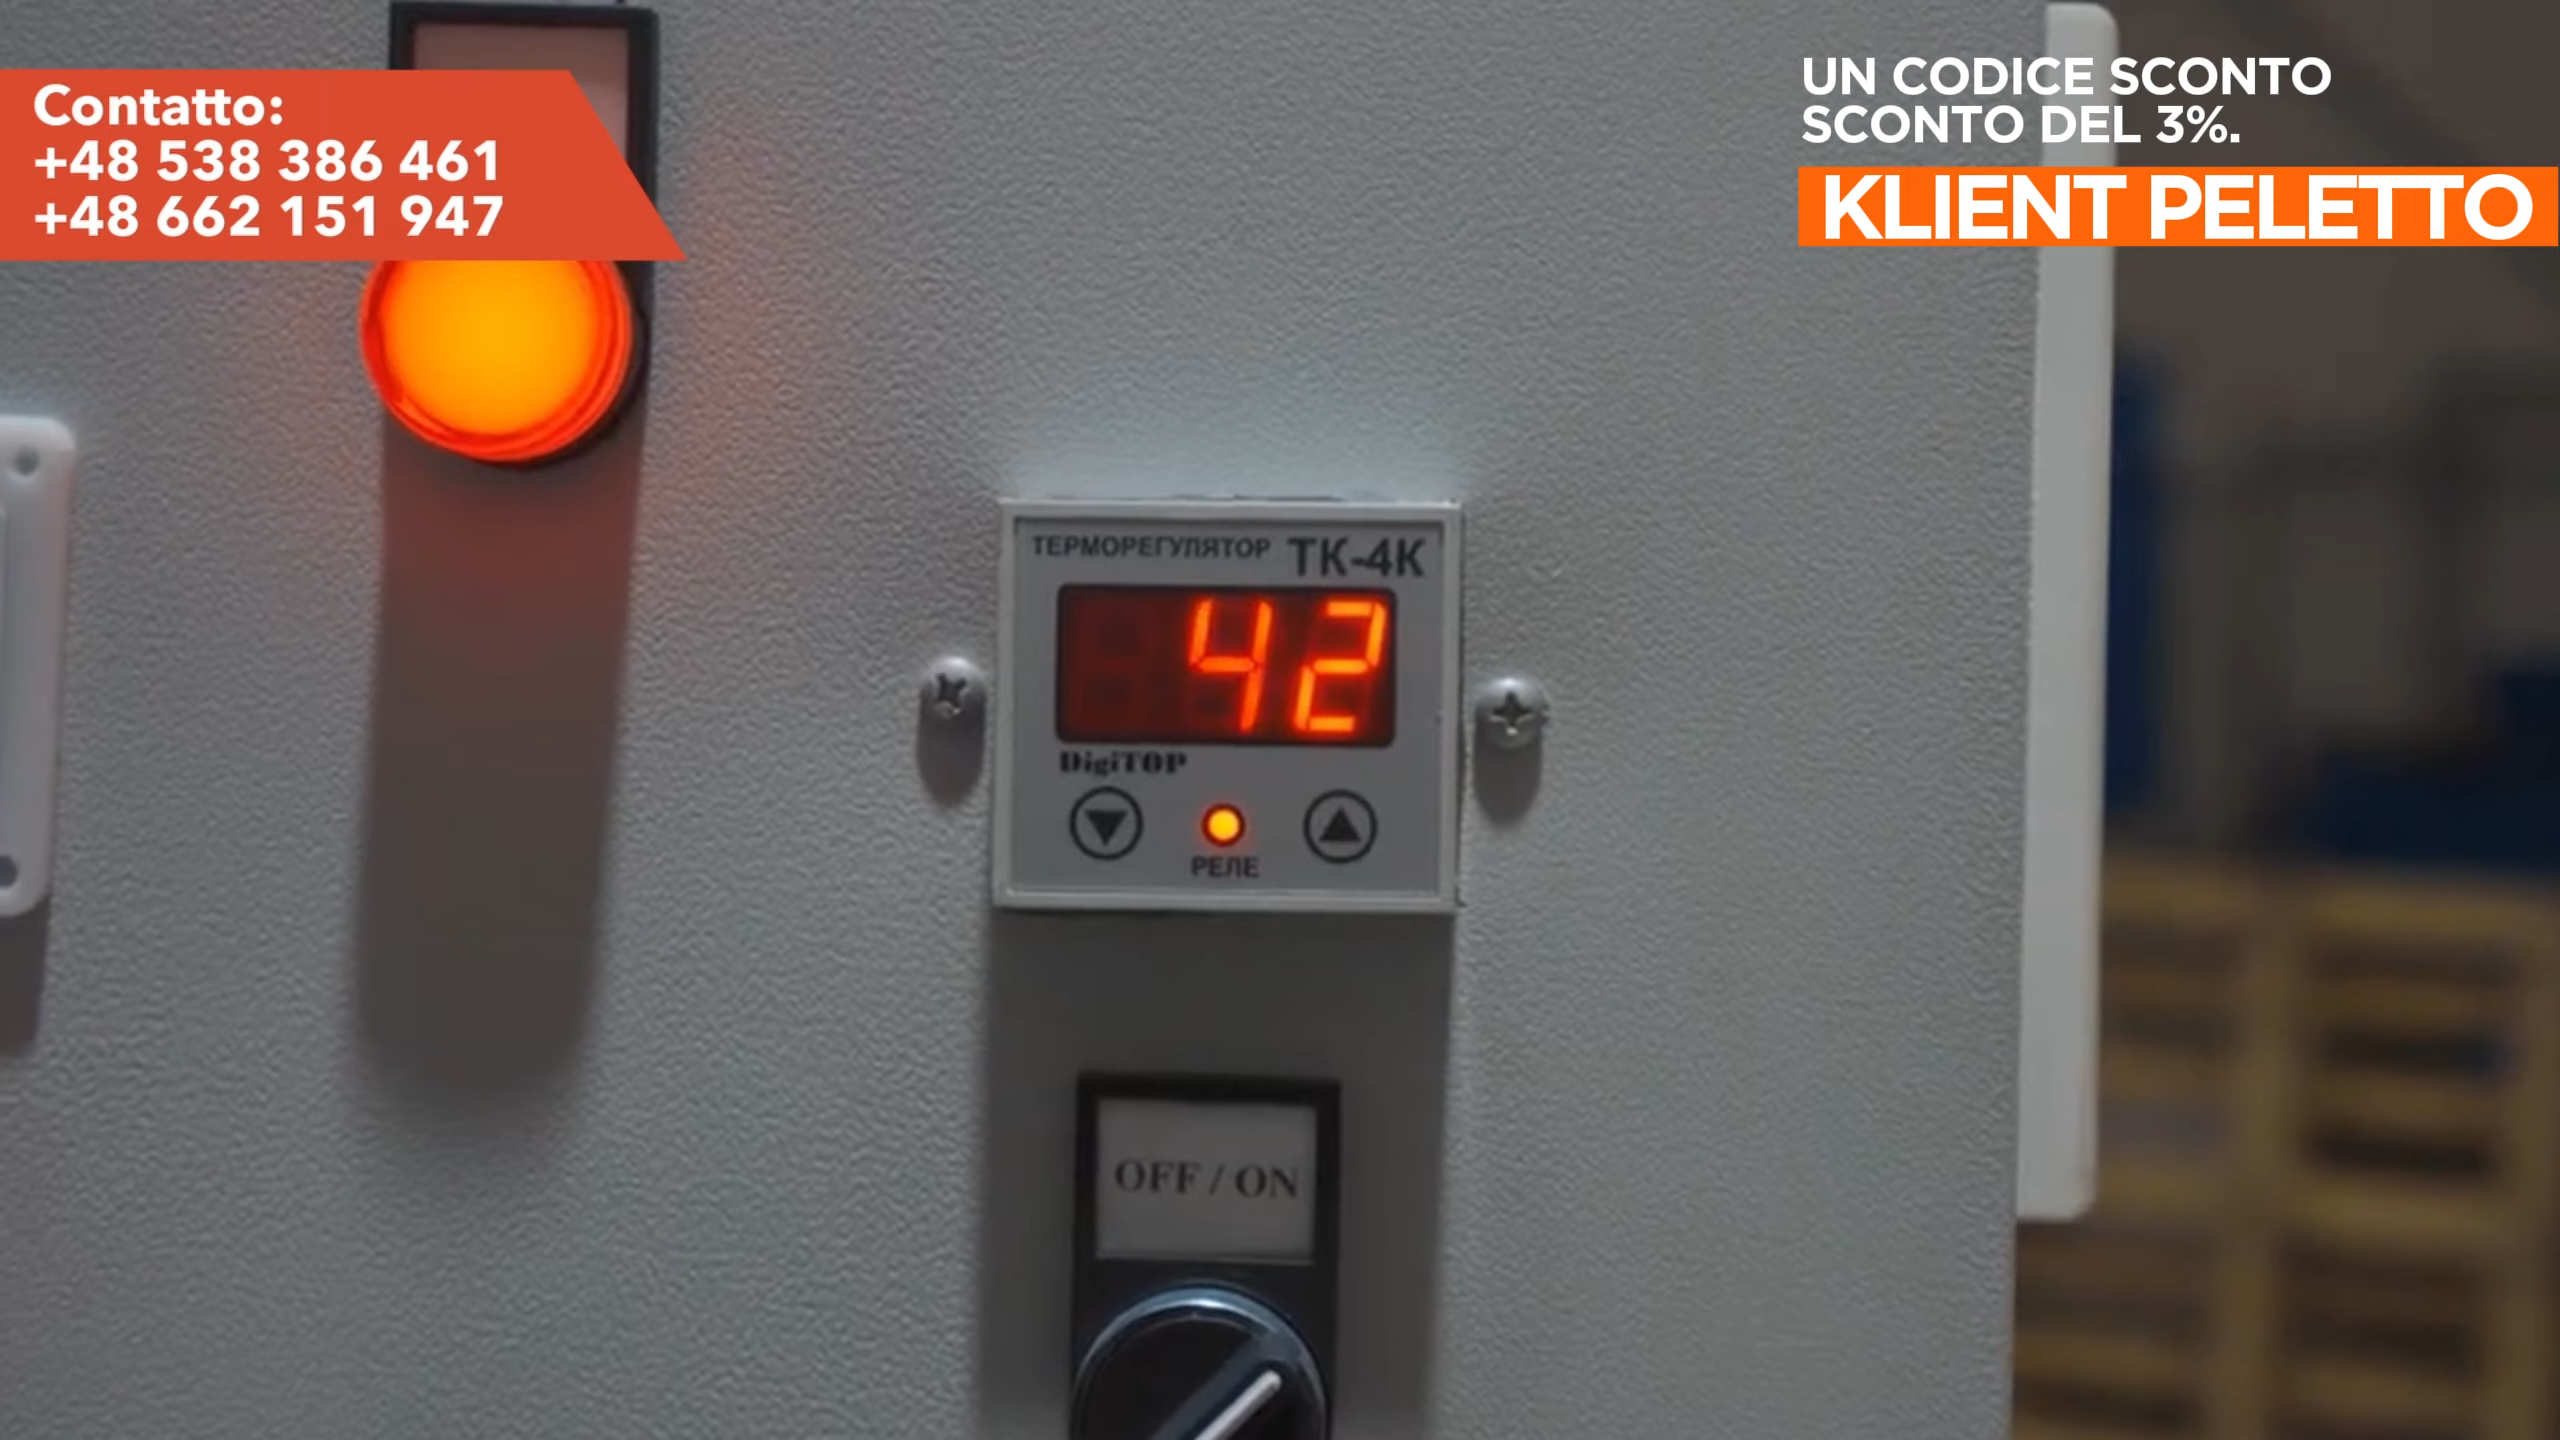 Contatto:
+48 538 386 461
+48 662 151 947
UN CODICE SCONTO
SCONTO DEL 3%.
KLIENT PELETTO
ТЕРМОРЕГУЛЯТОР ТК-4К
42
DigiTOP
РЕЛЕ
OFF / ON